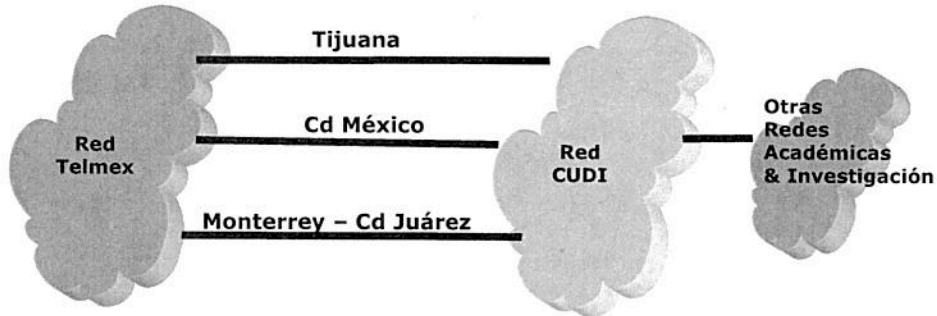 Tijuana
Cd México
Monterrey – Cd Juárez
Red
Telmex
Red
CUDI
Otras
Redes
Académicas
& Investigación